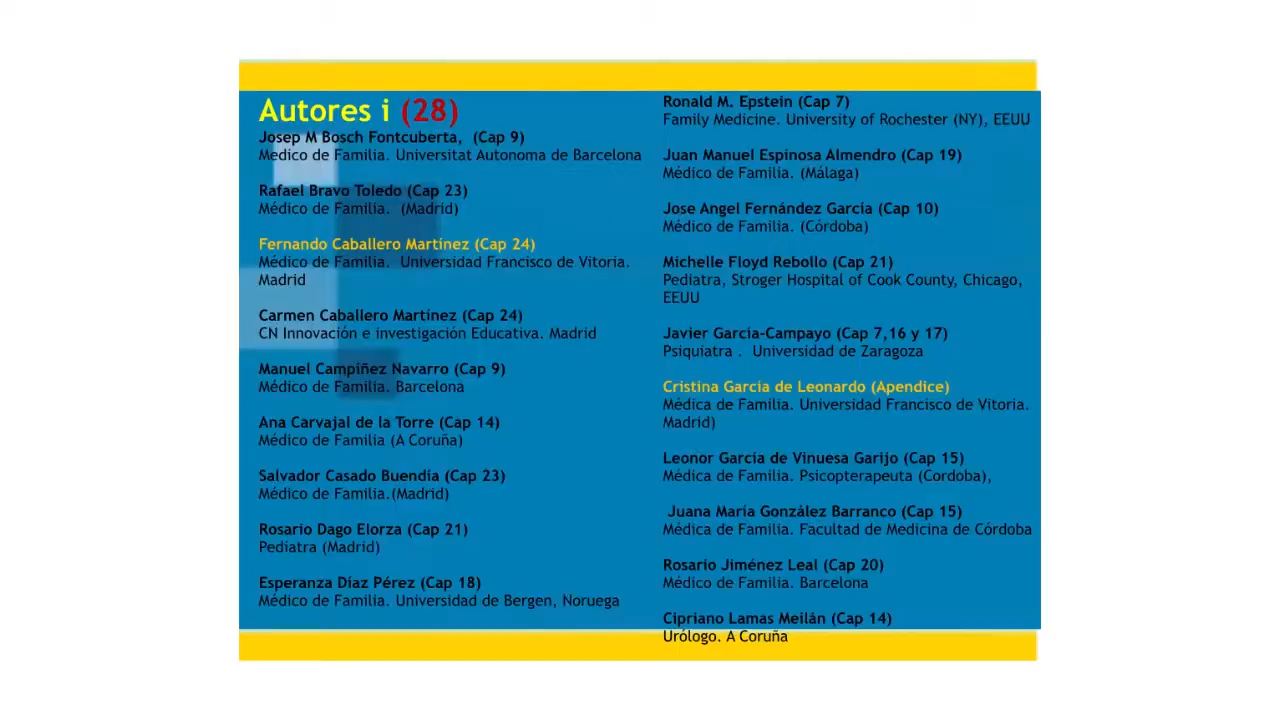 Autores i (28)
Josep M Bosch Fontcuberta,  (Cap 9)
Medico de Familia. Universitat Autonoma de Barcelona
Rafael Bravo Toledo (Cap 23)
Médico de Familia.  (Madrid)
Fernando Caballero Martínez (Cap 24)
Médico de Familia.  Universidad Francisco de Vitoria.
Madrid
Carmen Caballero Martínez (Cap 24)
CN Innovación e investigación Educativa. Madrid
Manuel Campíñez Navarro (Cap 9)
Médico de Familia. Barcelona
Ana Carvajal de la Torre (Cap 14)
Médico de Familia (A Coruña)
Salvador Casado Buendía (Cap 23)
Médico de Familia.(Madrid)
Rosario Dago Elorza (Cap 21)
Pediatra (Madrid)
Esperanza Díaz Pérez (Cap 18)
Médico de Familia. Universidad de Bergen, Noruega
Ronald M. Epstein (Cap 7)
Family Medicine. University of Rochester (NY), EEUU
Juan Manuel Espinosa Almendro (Cap 19)
Médico de Familia. (Málaga)
Jose Angel Fernández García (Cap 10)
Médico de Familia. (Córdoba)
Michelle Floyd Rebollo (Cap 21)
Pediatra, Stroger Hospital of Cook County, Chicago,
EEUU
Javier García-Campayo (Cap 7,16 y 17)
Psiquíatra .  Universidad de Zaragoza
Cristina García de Leonardo (Apendice)
Médica de Familia. Universidad Francisco de Vitoria.
Madrid)
Leonor García de Vinuesa Garijo (Cap 15)
Médica de Familia. Psicopterapeuta (Cordoba),
Juana María González Barranco (Cap 15)
Médica de Familia. Facultad de Medicina de Córdoba
Rosario Jiménez Leal (Cap 20)
Médico de Familia. Barcelona
Cipriano Lamas Meilán (Cap 14)
Urólogo. A Coruña